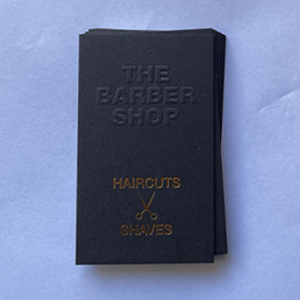 THE
BARBER
SHOP
HAIRCUTS
SHAVES